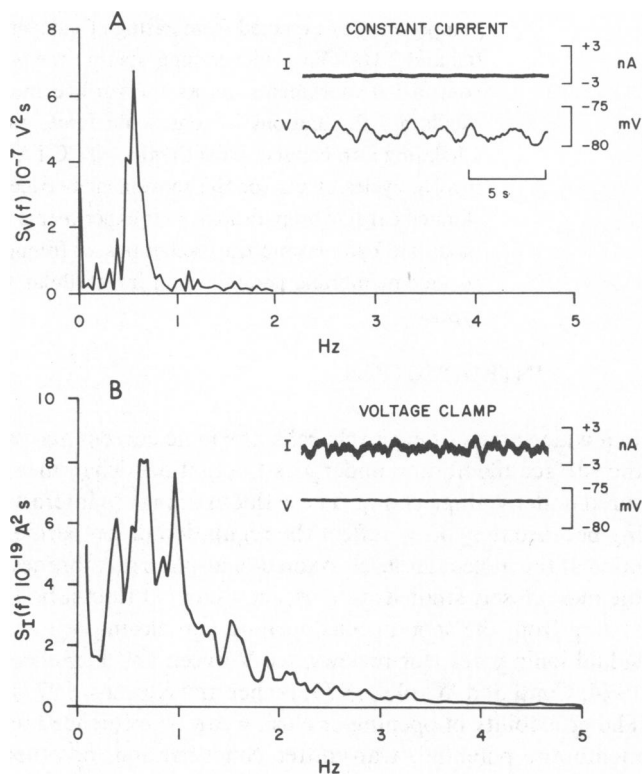 A
CONSTANT CURRENT
I
+3
-3
nA
V
-75
-80
mV
5 s
S_V(f) 10⁻⁷ V²s
8
6
4
2
0
0 1 2 3 4 5
Hz
B
VOLTAGE CLAMP
I
+3
-3
nA
V
-75
-80
mV
S_I(f) 10⁻¹⁹ A²s
10
8
6
4
2
0
0 1 2 3 4 5
Hz